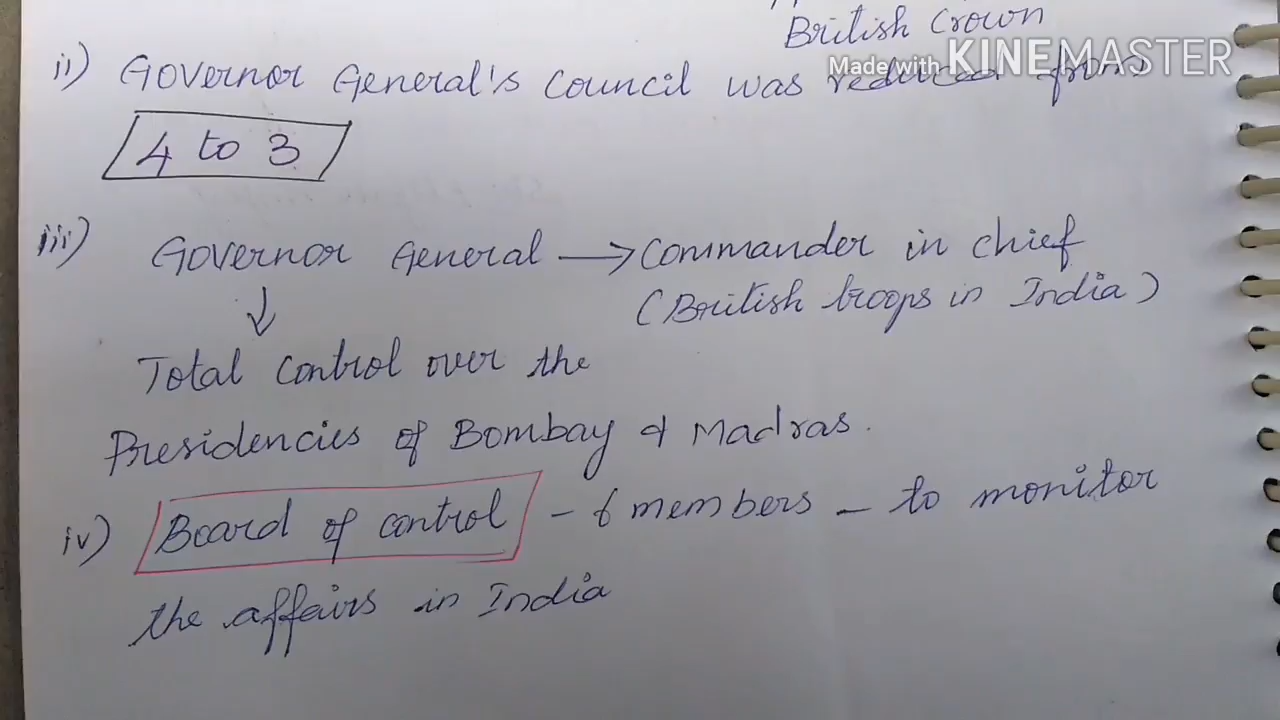 British Crown
Made with KINEMASTER
ii) Governor General's Council was reduced from
4 to 3
iii) Governor General → Commander in chief
(British troops in India)
↓
Total Control over the
Presidencies of Bombay & Madras.
iv) Board of control - 6 members - to monitor
the affairs in India